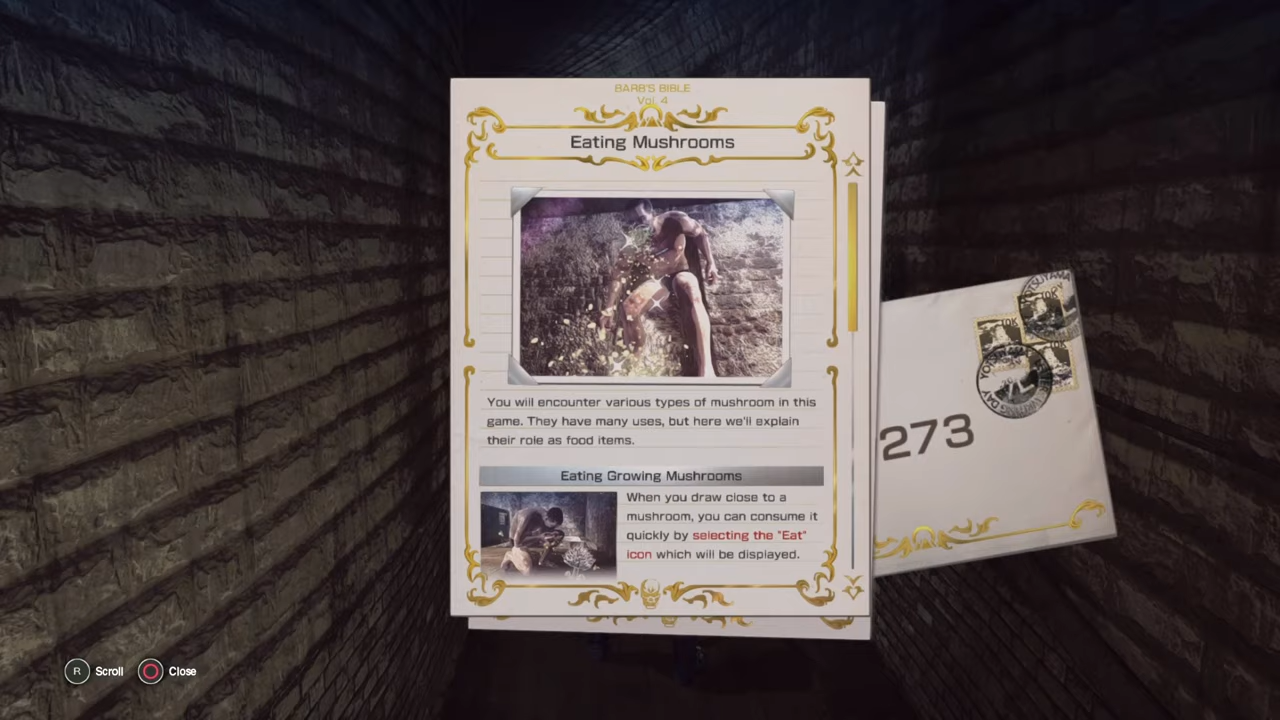 BARB'S BIBLE
Vol. 4
Eating Mushrooms
You will encounter various types of mushroom in this
game. They have many uses, but here we'll explain
their role as food items.
Eating Growing Mushrooms
When you draw close to a
mushroom, you can consume it
quickly by selecting the "Eat"
icon which will be displayed.
273
R Scroll
Close